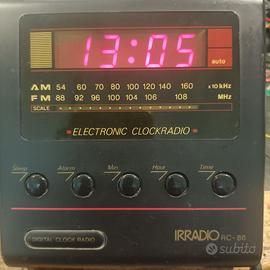 13:05
auto
AM 54 60 70 80 100 120 140 160 x10 kHz
FM 88 92 96 100 104 106 108 MHz
SCALE
ELECTRONIC CLOCKRADIO
Sleep Alarm Min Hour Time
DIGITAL CLOCK RADIO
IRRADIO RC-86
subito